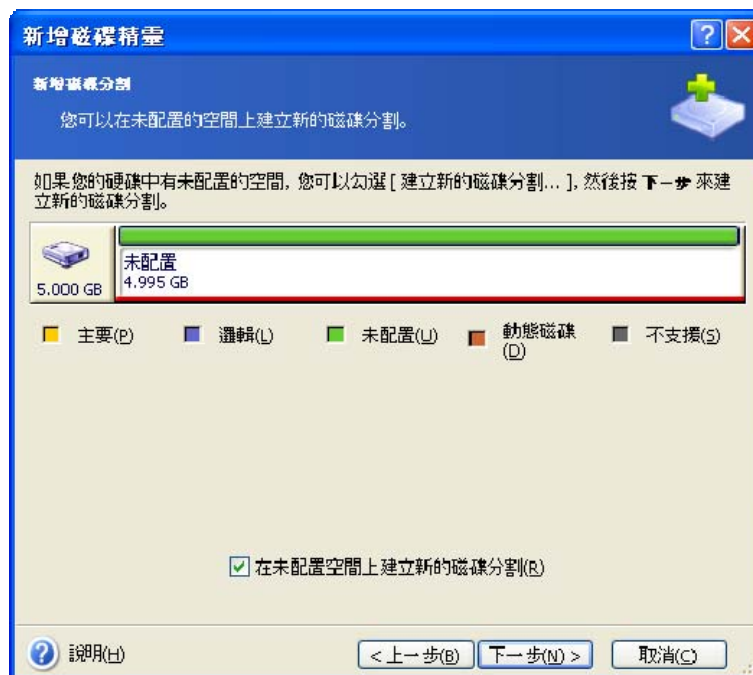 新增磁碟精靈
新增磁碟分割
您可以在未配置的空間上建立新的磁碟分割。
如果您的硬碟中有未配置的空間, 您可以勾選 [ 建立新的磁碟分割... ], 然後按 下一步 來建
立新的磁碟分割。
未配置
5.000 GB
4.995 GB
主要(P)
邏輯(L)
未配置(U)
動態磁碟
(D)
不支援(S)
在未配置空間上建立新的磁碟分割(R)
說明(H)
< 上一步(B)
下一步(N) >
取消(C)